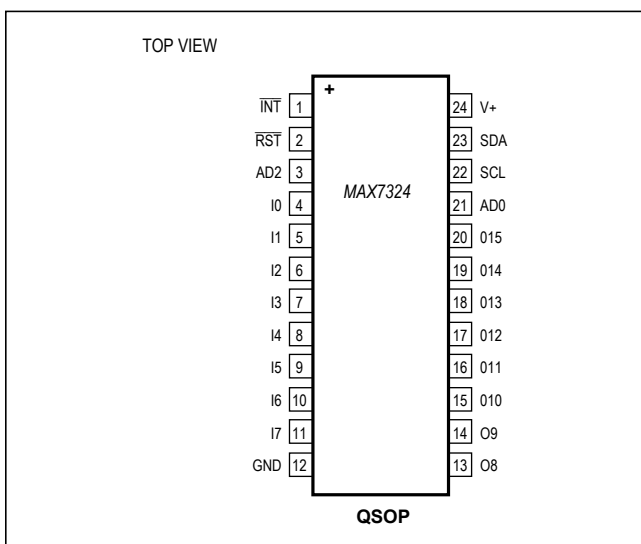 TOP VIEW
+
MAX7324
I̅N̅T̅ 1
R̅S̅T̅ 2
AD2 3
I0 4
I1 5
I2 6
I3 7
I4 8
I5 9
I6 10
I7 11
GND 12
24 V+
23 SDA
22 SCL
21 AD0
20 015
19 014
18 013
17 012
16 011
15 010
14 O9
13 O8
QSOP